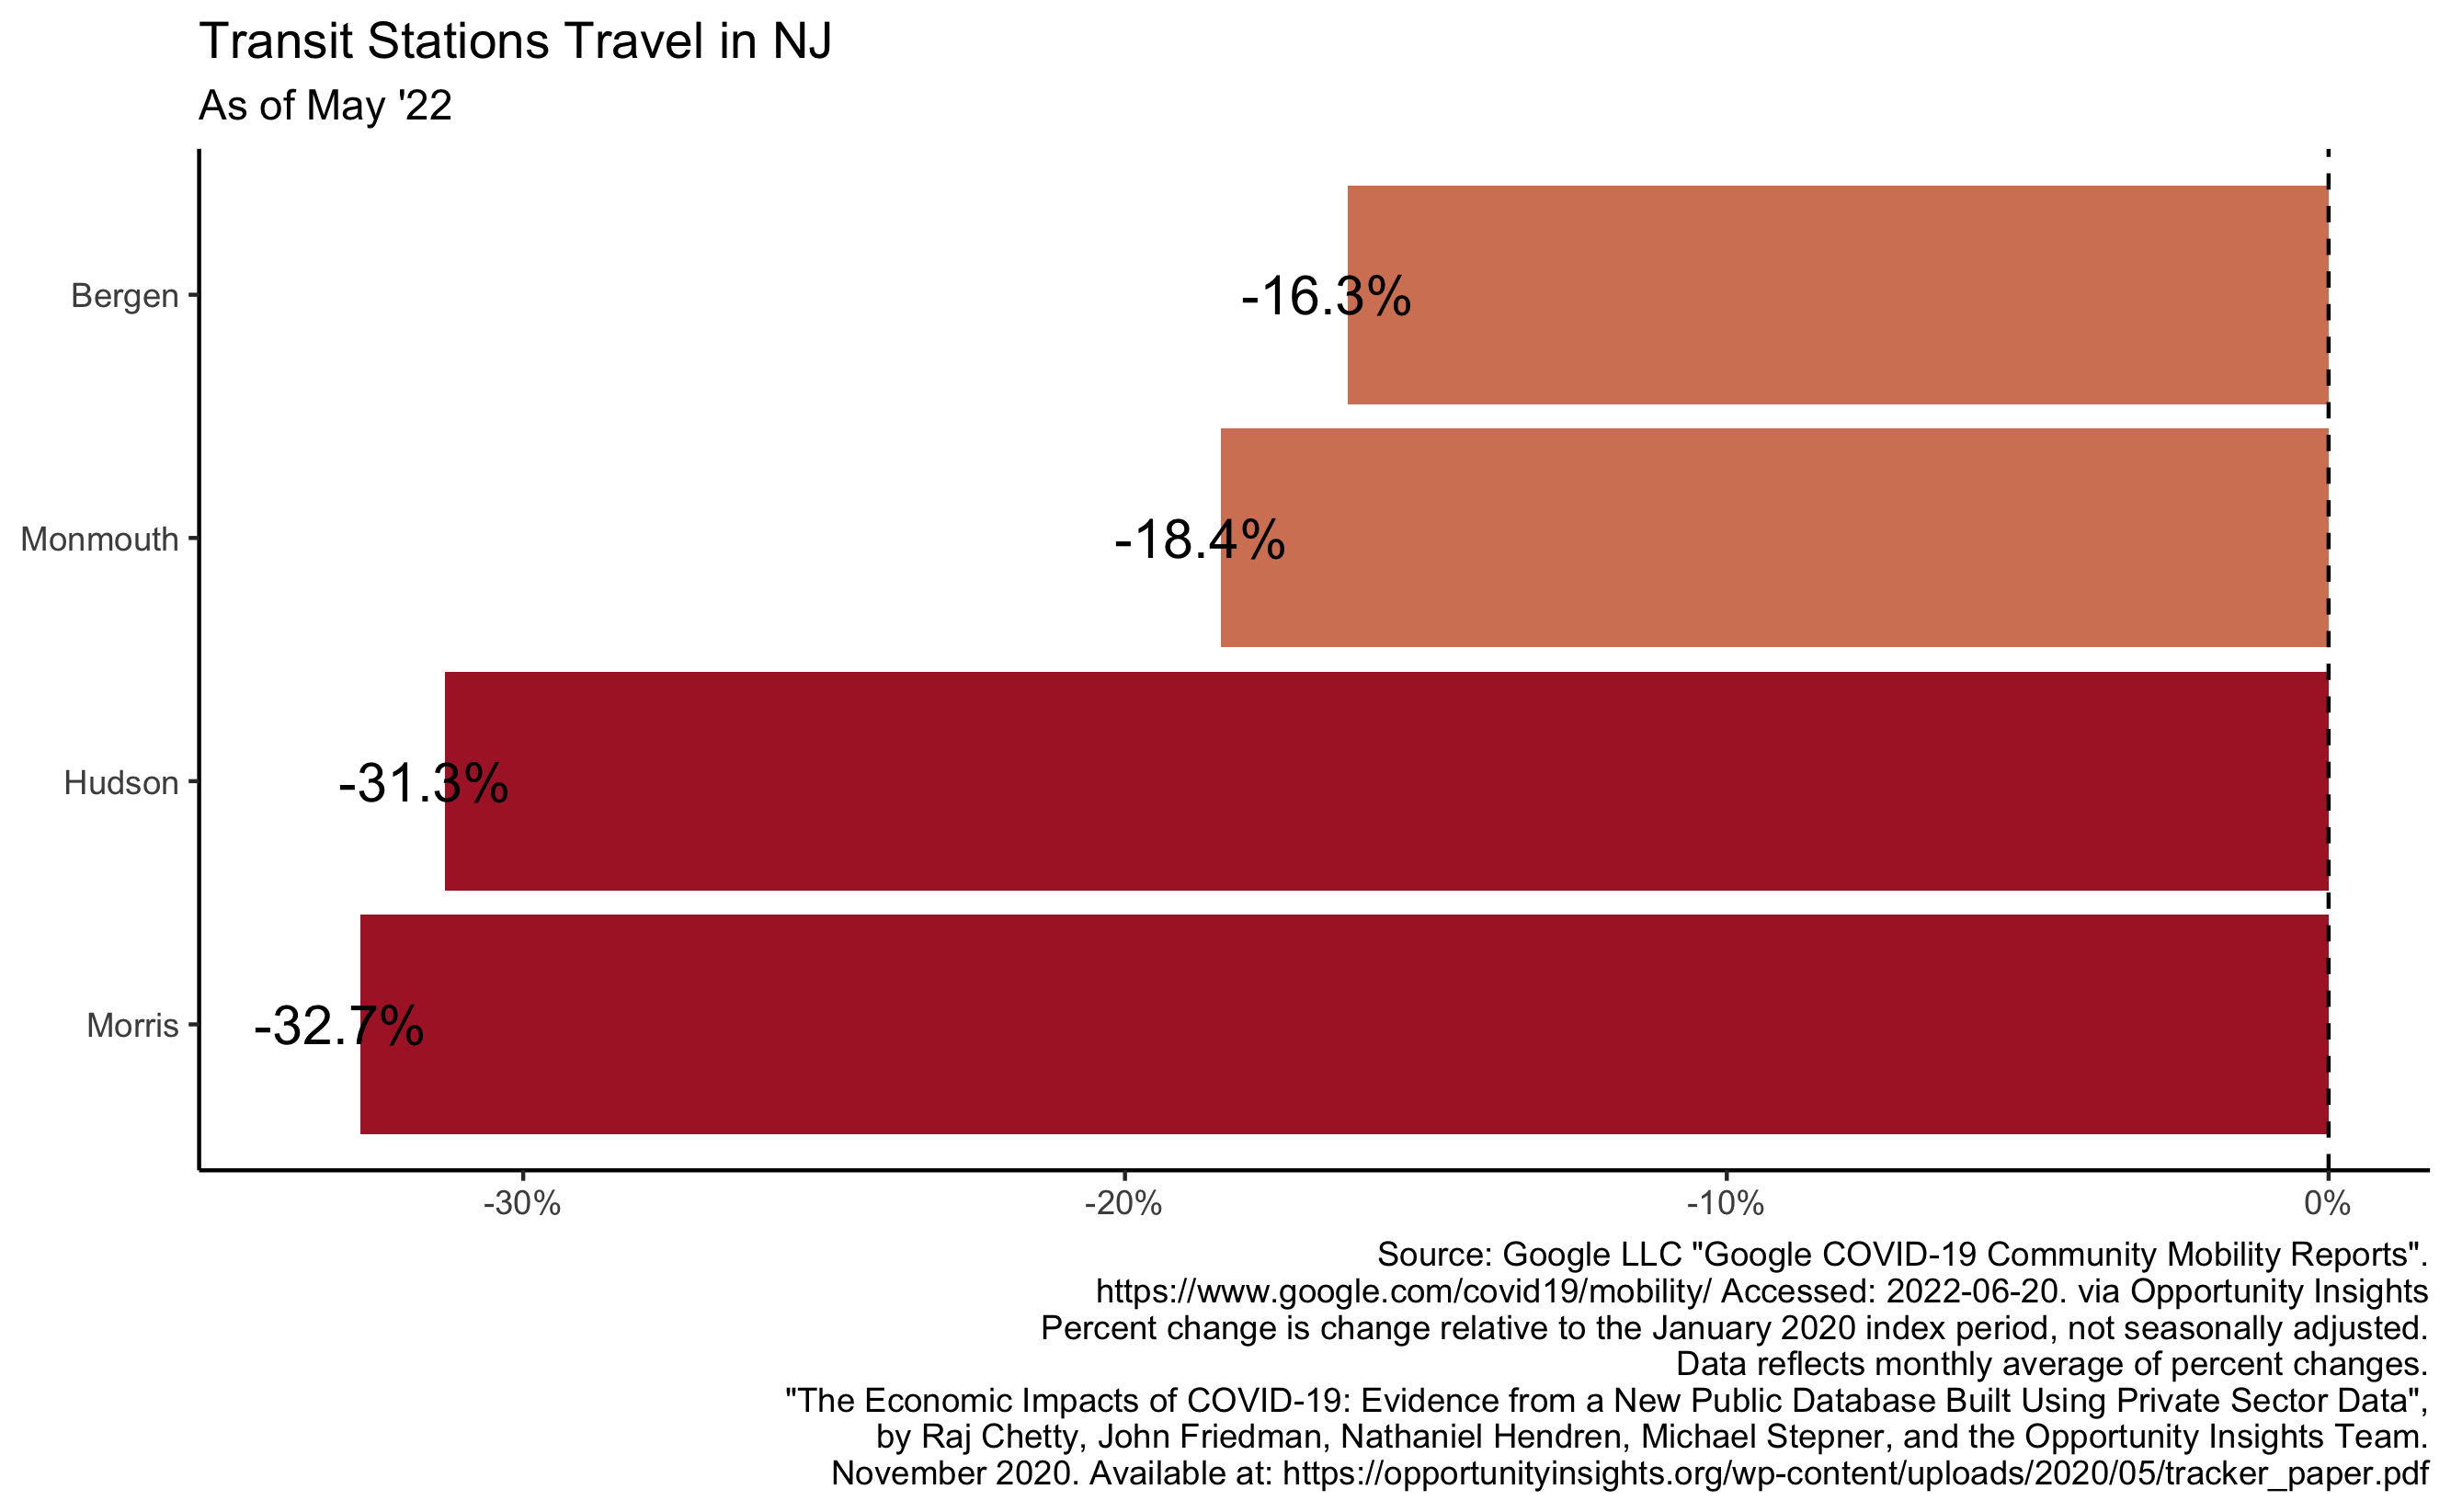 Transit Stations Travel in NJ
As of May '22
Bergen
-16.3%
Monmouth
-18.4%
Hudson
-31.3%
Morris
-32.7%
-30%
-20%
-10%
0%
Source: Google LLC "Google COVID-19 Community Mobility Reports".
https://www.google.com/covid19/mobility/ Accessed: 2022-06-20. via Opportunity Insights
Percent change is change relative to the January 2020 index period, not seasonally adjusted.
Data reflects monthly average of percent changes.
"The Economic Impacts of COVID-19: Evidence from a New Public Database Built Using Private Sector Data",
by Raj Chetty, John Friedman, Nathaniel Hendren, Michael Stepner, and the Opportunity Insights Team.
November 2020. Available at: https://opportunityinsights.org/wp-content/uploads/2020/05/tracker_paper.pdf